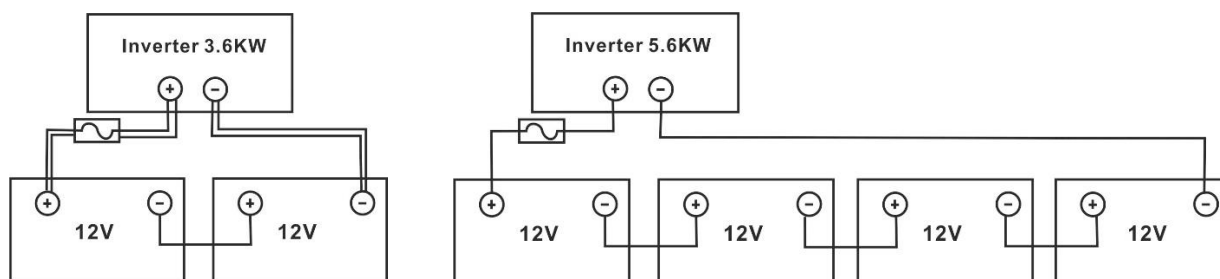 Inverter 3.6KW
+ −
+ − + −
12V 12V
Inverter 5.6KW
+ −
+ − + − + − + −
12V 12V 12V 12V